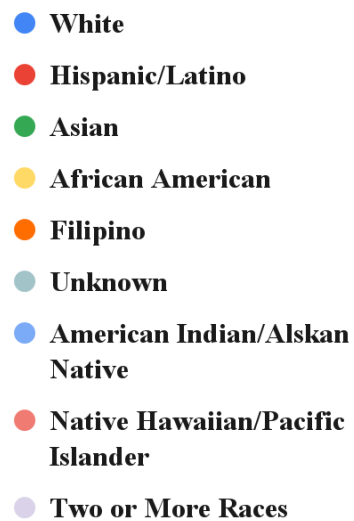 White
Hispanic/Latino
Asian
African American
Filipino
Unknown
American Indian/Alskan
Native
Native Hawaiian/Pacific
Islander
Two or More Races